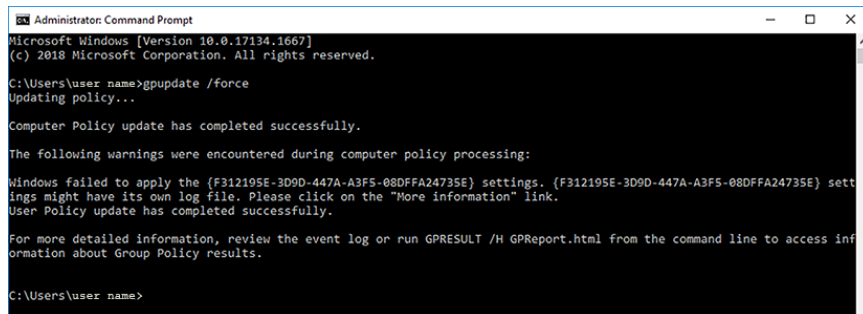 Administrator: Command Prompt
Microsoft Windows [Version 10.0.17134.1667]
(c) 2018 Microsoft Corporation. All rights reserved.
C:\Users\user name>gpupdate /force
Updating policy...
Computer Policy update has completed successfully.
The following warnings were encountered during computer policy processing:
Windows failed to apply the {F312195E-3D9D-447A-A3F5-08DFFA24735E} settings. {F312195E-3D9D-447A-A3F5-08DFFA24735E} sett
ings might have its own log file. Please click on the "More information" link.
User Policy update has completed successfully.
For more detailed information, review the event log or run GPRESULT /H GPReport.html from the command line to access inf
ormation about Group Policy results.
C:\Users\user name>